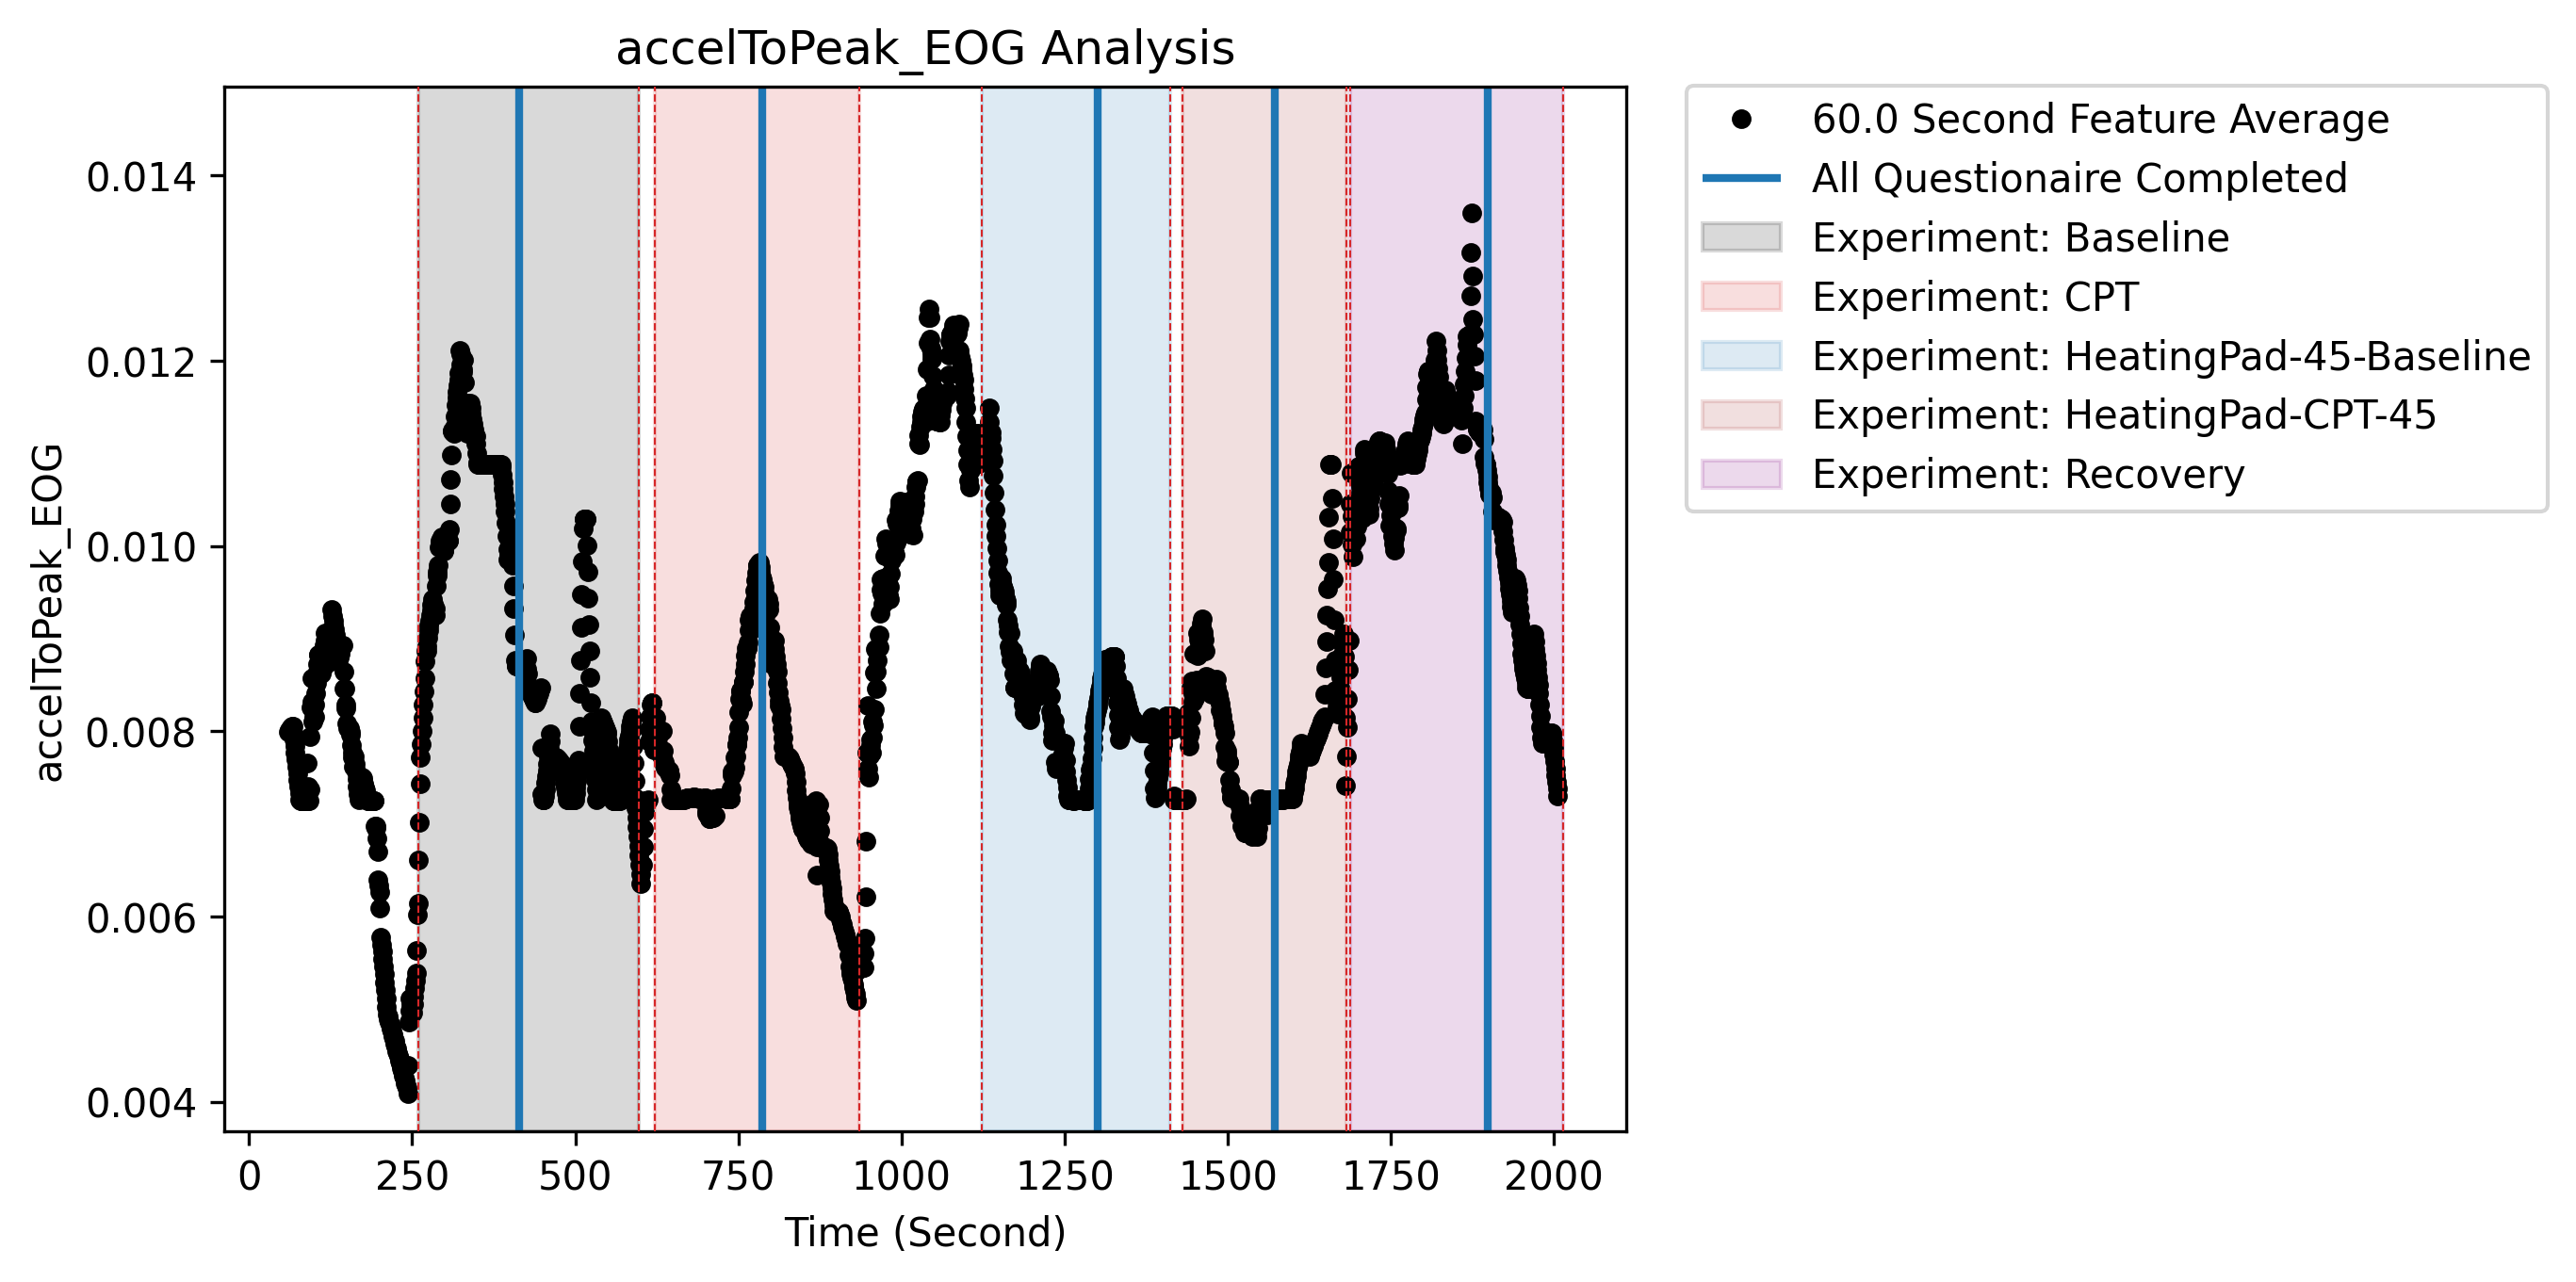 accelToPeak_EOG Analysis
0.014
0.012
0.010
0.008
0.006
0.004
accelToPeak_EOG
0 250 500 750 1000 1250 1500 1750 2000
Time (Second)
60.0 Second Feature Average
All Questionaire Completed
Experiment: Baseline
Experiment: CPT
Experiment: HeatingPad-45-Baseline
Experiment: HeatingPad-CPT-45
Experiment: Recovery